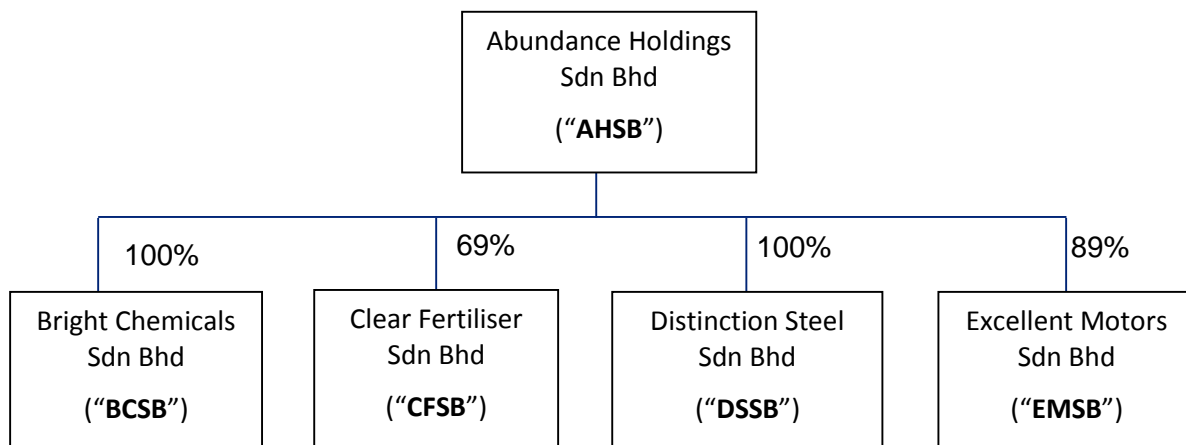 Abundance Holdings
Sdn Bhd
(“AHSB”)
100%
69%
100%
89%
Bright Chemicals
Sdn Bhd
(“BCSB”)
Clear Fertiliser
Sdn Bhd
(“CFSB”)
Distinction Steel
Sdn Bhd
(“DSSB”)
Excellent Motors
Sdn Bhd
(“EMSB”)